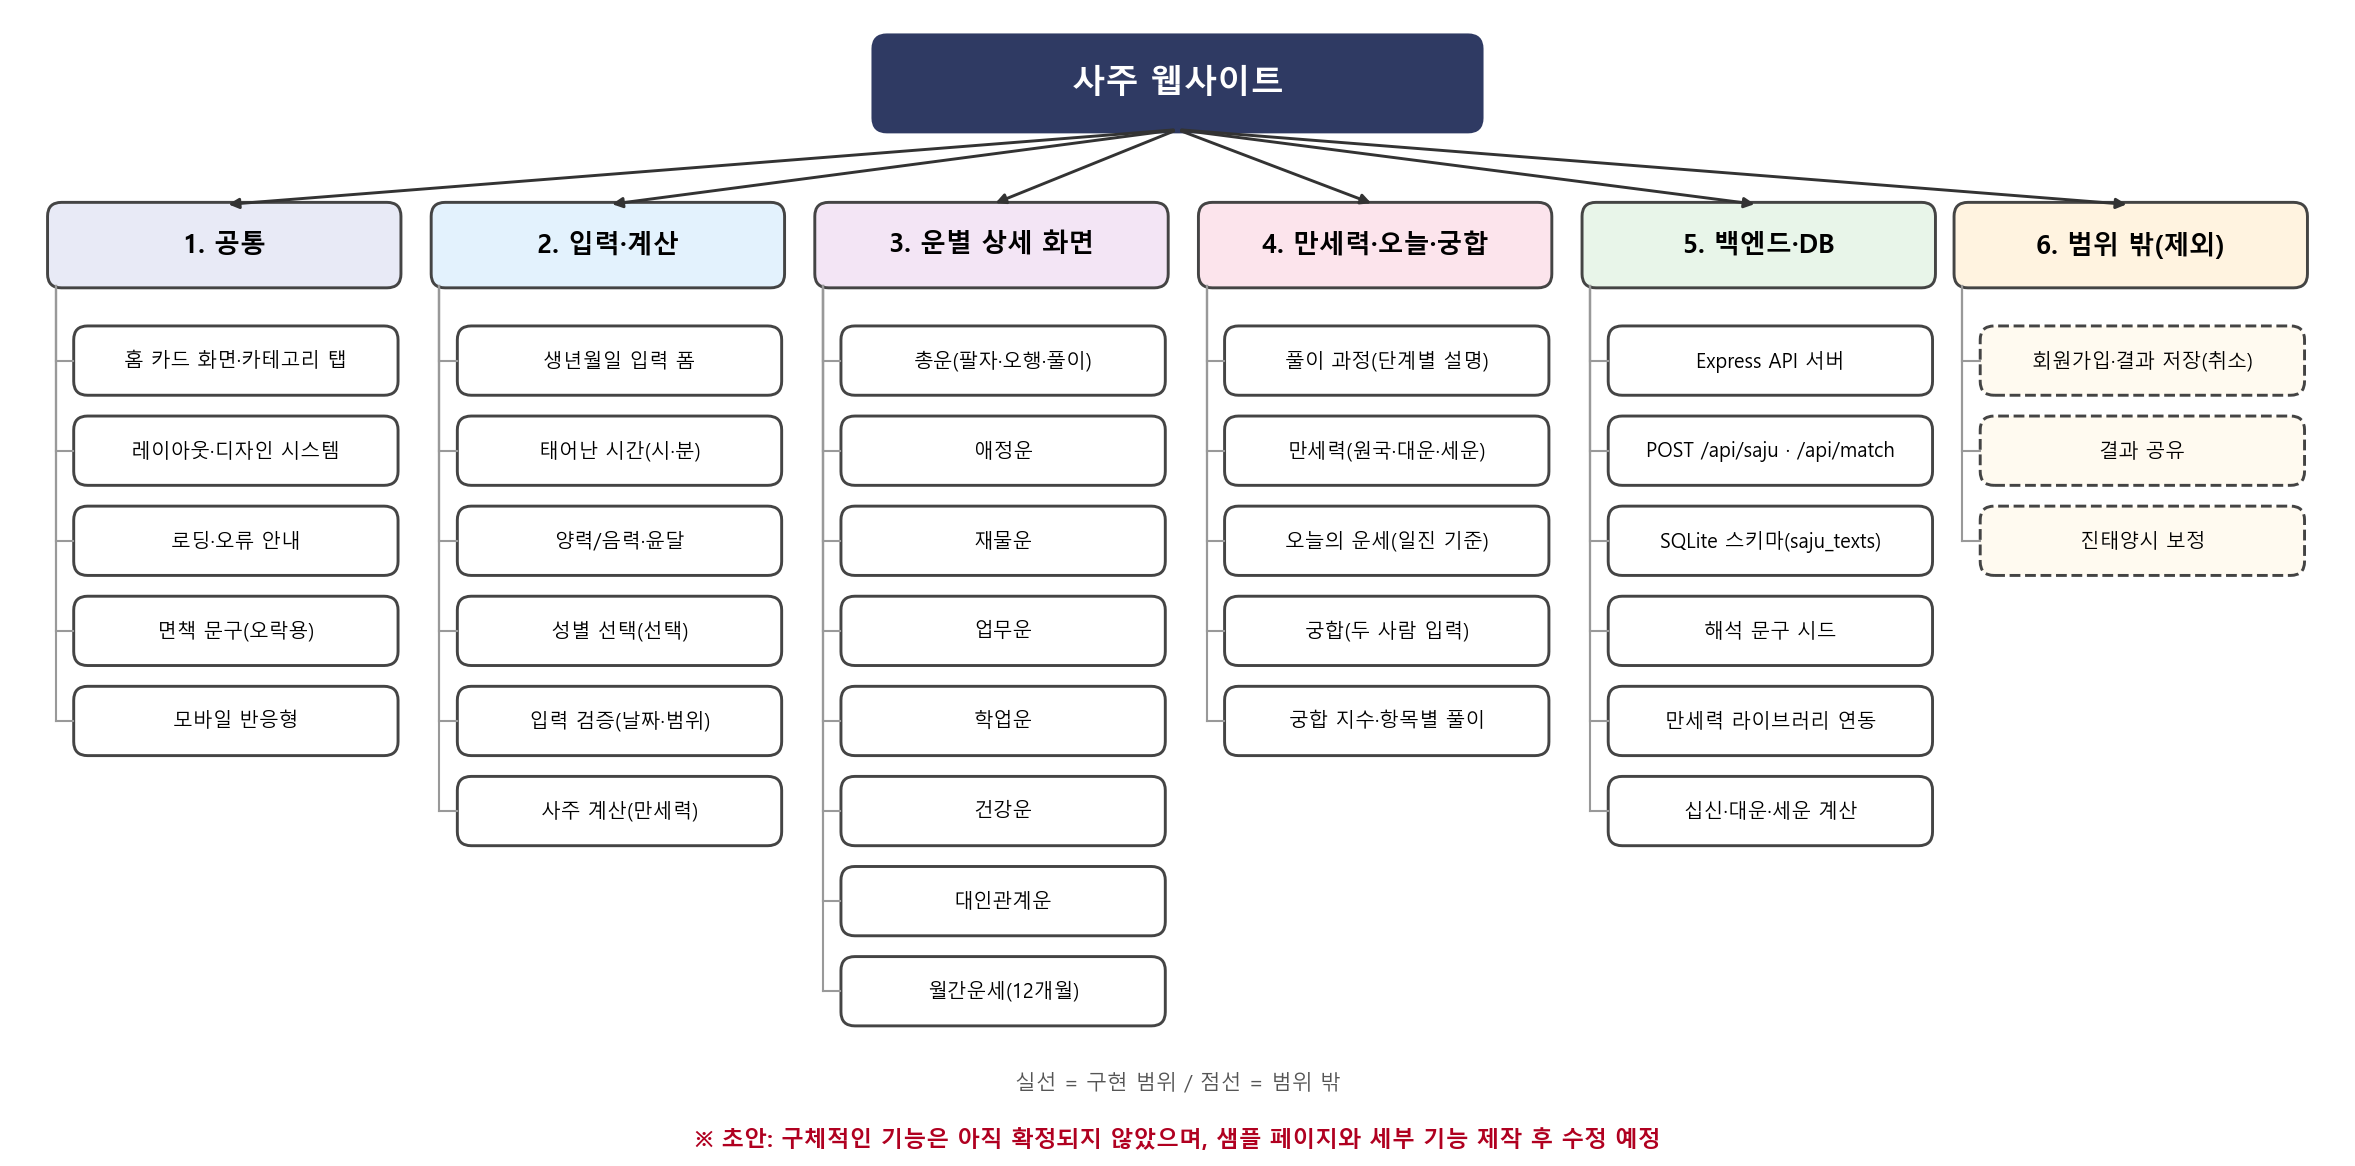 사주 웹사이트
1. 공통
홈 카드 화면·카테고리 탭
레이아웃·디자인 시스템
로딩·오류 안내
면책 문구(오락용)
모바일 반응형
2. 입력·계산
생년월일 입력 폼
태어난 시간(시·분)
양력/음력·윤달
성별 선택(선택)
입력 검증(날짜·범위)
사주 계산(만세력)
3. 운별 상세 화면
총운(팔자·오행·풀이)
애정운
재물운
업무운
학업운
건강운
대인관계운
월간운세(12개월)
4. 만세력·오늘·궁합
풀이 과정(단계별 설명)
만세력(원국·대운·세운)
오늘의 운세(일진 기준)
궁합(두 사람 입력)
궁합 지수·항목별 풀이
5. 백엔드·DB
Express API 서버
POST /api/saju · /api/match
SQLite 스키마(saju_texts)
해석 문구 시드
만세력 라이브러리 연동
십신·대운·세운 계산
6. 범위 밖(제외)
회원가입·결과 저장(취소)
결과 공유
진태양시 보정
실선 = 구현 범위 / 점선 = 범위 밖
※ 초안: 구체적인 기능은 아직 확정되지 않았으며, 샘플 페이지와 세부 기능 제작 후 수정 예정